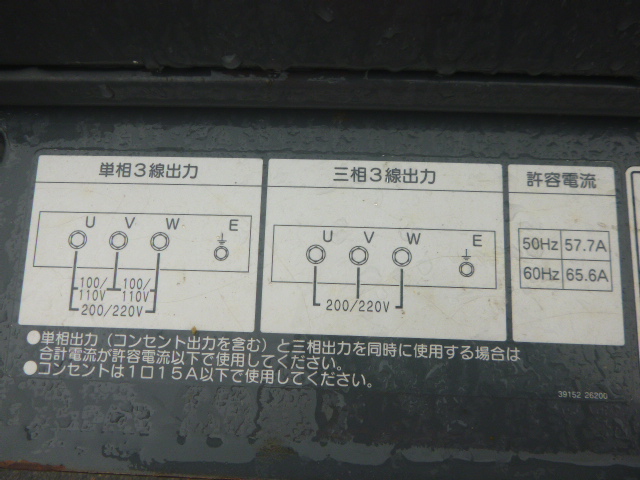 単相３線出力
U V W E
100/110V 100/110V
200/220V
三相３線出力
U V W E
200/220V
許容電流
50Hz 57.7A
60Hz 65.6A
●単相出力（コンセント出力を含む）と三相出力を同時に使用する場合は
合計電流が許容電流以下で使用してください。
●コンセントは１口１５Ａ以下で使用してください。
39152 26200